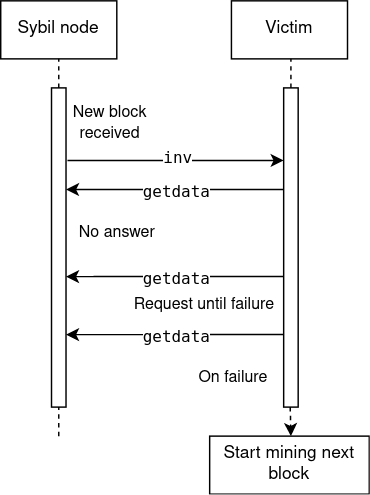 Sybil node
Victim
New block
received
inv
getdata
No answer
getdata
Request until failure
getdata
On failure
Start mining next
block